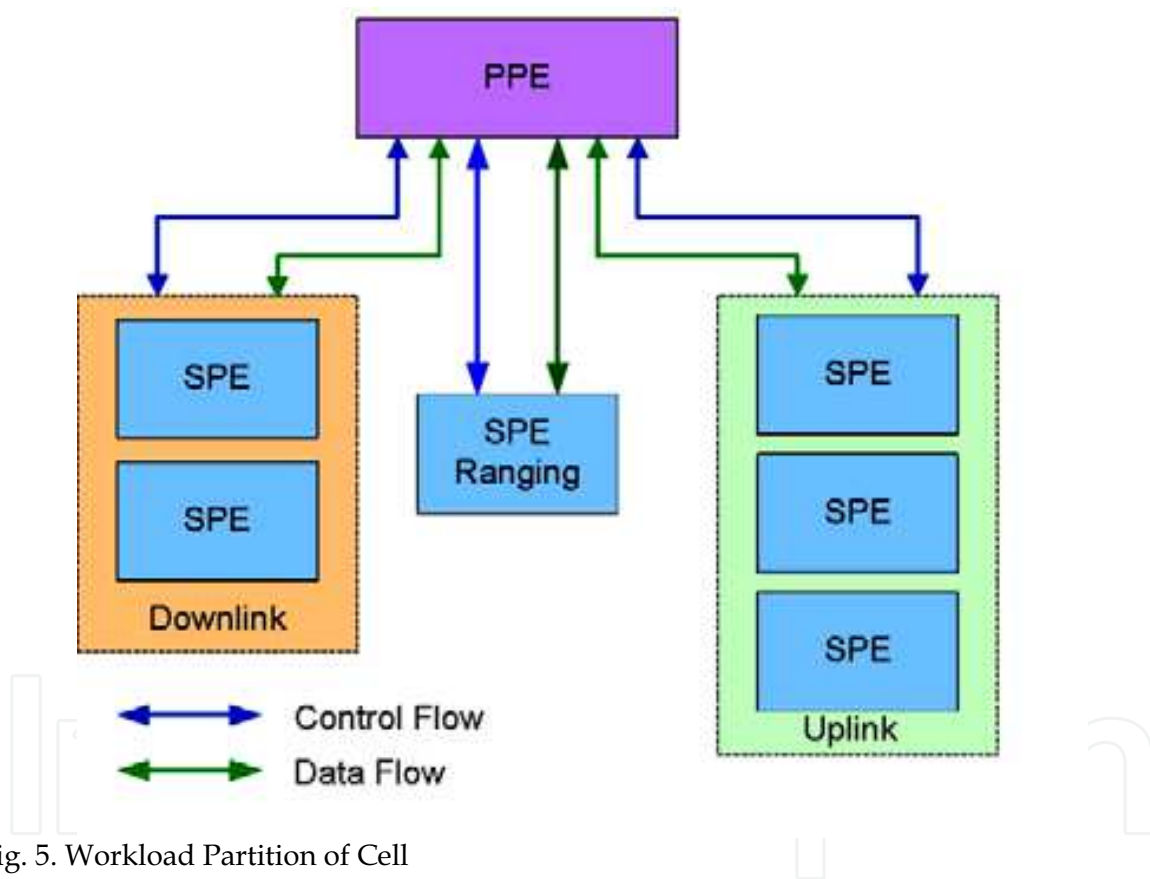 PPE
SPE
SPE
Downlink
SPE
Ranging
SPE
SPE
SPE
Uplink
Control Flow
Data Flow
ig. 5. Workload Partition of Cell